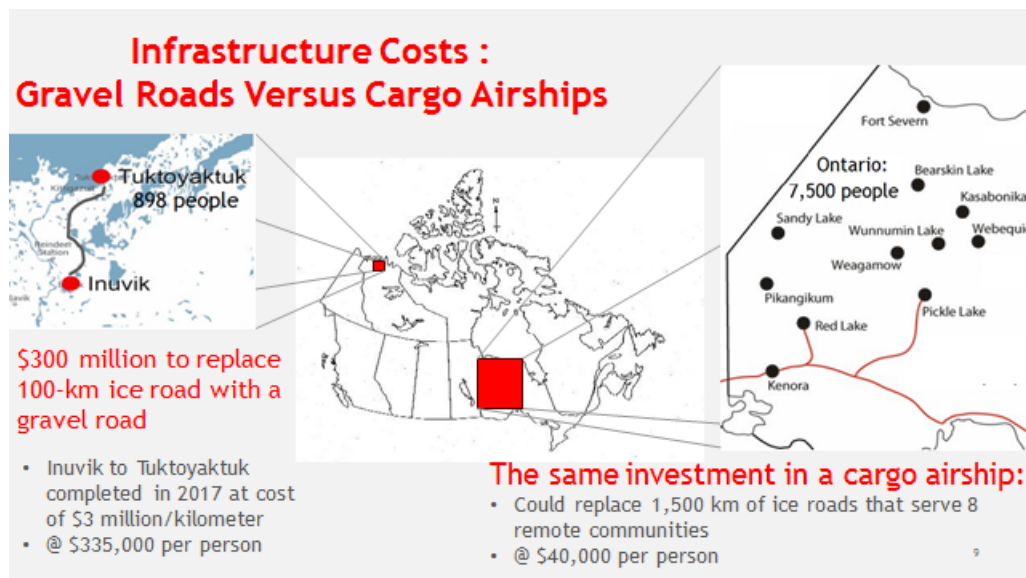 Infrastructure Costs :
Gravel Roads Versus Cargo Airships
Tuktoyaktuk
898 people
Reindeer
Station
Inuvik
$300 million to replace
100-km ice road with a
gravel road
• Inuvik to Tuktoyaktuk
completed in 2017 at cost
of $3 million/kilometer
• @ $335,000 per person
N
Fort Severn
Ontario:
7,500 people
Bearskin Lake
Kasabonika
Sandy Lake
Wunnumin Lake
Webequi
Weagamow
Pikangikum
Pickle Lake
Red Lake
Kenora
The same investment in a cargo airship:
• Could replace 1,500 km of ice roads that serve 8
remote communities
• @ $40,000 per person
9